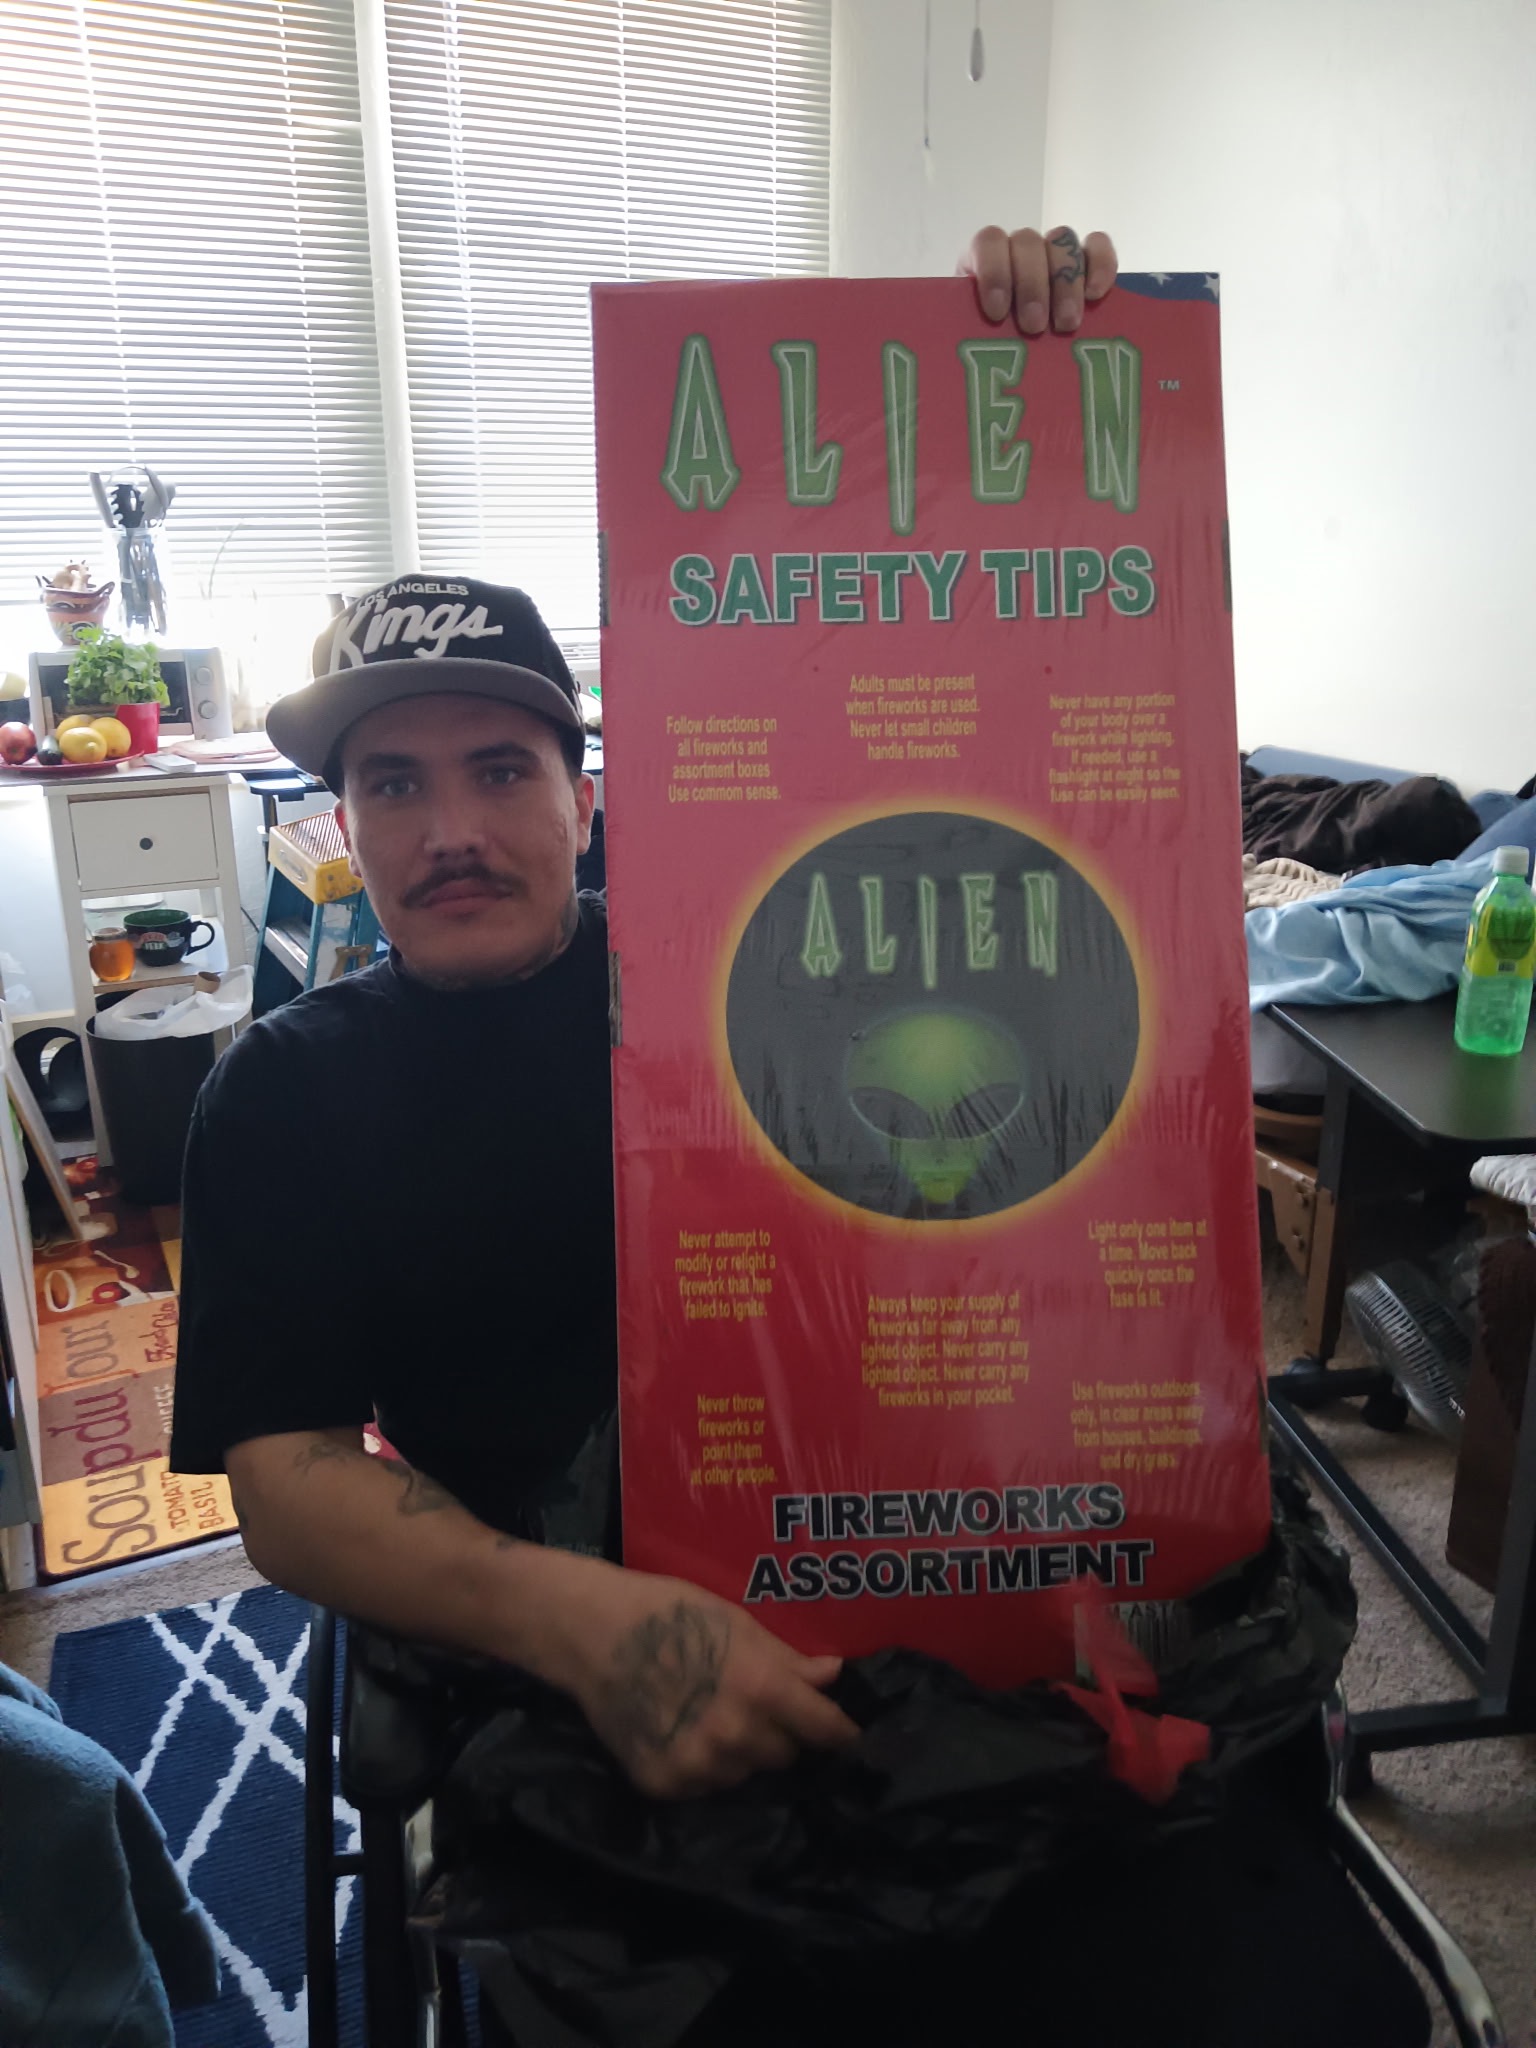 ALIEN™
SAFETY TIPS
LOS ANGELES
Kings
Follow directions on
all fireworks and
assortment boxes
Use commom sense.
Adults must be present
when fireworks are used.
Never let small children
handle fireworks.
Never have any portion
of your body over a
firework while lighting.
If needed, use a
flashlight at night so the
fuse can be easily seen.
ALIEN
Never attempt to
modify or relight a
firework that has
failed to ignite.
Always keep your supply of
fireworks far away from any
lighted object. Never carry any
lighted object. Never carry any
fireworks in your pocket.
Light only one item at
a time. Move back
quickly once the
fuse is lit.
Never throw
fireworks or
point them
at other people.
Use fireworks outdoors
only, in clear areas away
from houses, buildings,
and dry grass.
FIREWORKS
ASSORTMENT
Soup du jour
TOMATO
BASIL